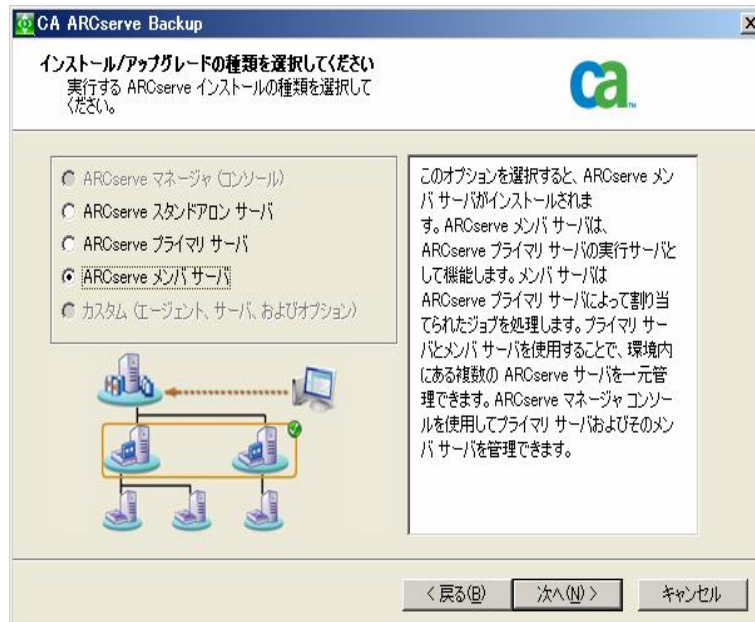 CA ARCserve Backup
インストール/アップグレードの種類を選択してください
実行する ARCserve インストールの種類を選択して
ください。
ca
ARCserve マネージャ (コンソール)
ARCserve スタンドアロン サーバ
ARCserve プライマリ サーバ
ARCserve メンバ サーバ
カスタム (エージェント、サーバ、およびオプション)
このオプションを選択すると、ARCserve メン
バ サーバがインストールされま
す。ARCserve メンバ サーバは、
ARCserve プライマリ サーバの実行サーバと
して機能します。メンバ サーバは
ARCserve プライマリ サーバによって割り当
てられたジョブを処理します。プライマリ サー
バとメンバ サーバを使用することで、環境内
にある複数の ARCserve サーバを一元管
理できます。ARCserve マネージャ コンソー
ルを使用してプライマリ サーバおよびそのメン
バ サーバを管理できます。
< 戻る(B)
次へ(N) >
キャンセル